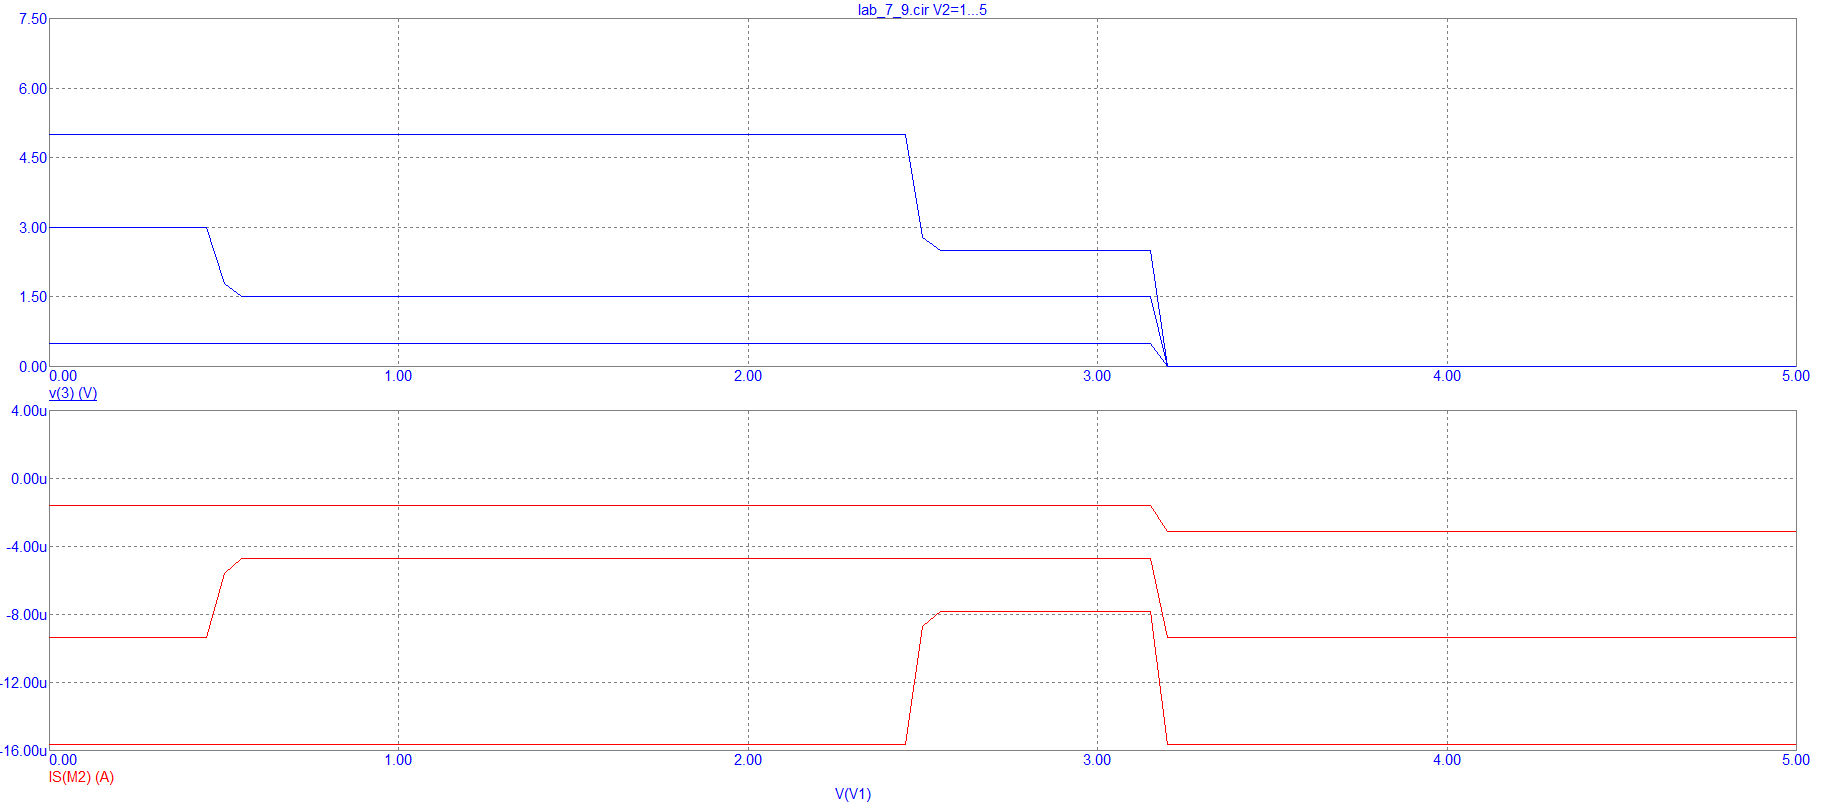 lab_7_9.cir V2=1...5
7.50
6.00
4.50
3.00
1.50
0.00
0.00 1.00 2.00 3.00 4.00 5.00
v(3) (V)
4.00u
0.00u
-4.00u
-8.00u
-12.00u
-16.00u
0.00 1.00 2.00 3.00 4.00 5.00
IS(M2) (A)
V(V1)